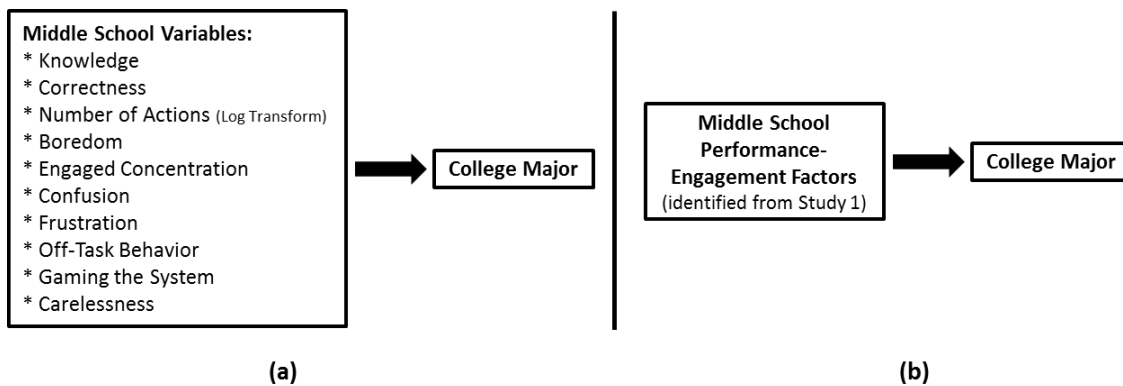 Middle School Variables:
* Knowledge
* Correctness
* Number of Actions (Log Transform)
* Boredom
* Engaged Concentration
* Confusion
* Frustration
* Off-Task Behavior
* Gaming the System
* Carelessness
College Major
(a)
Middle School
Performance-
Engagement Factors
(identified from Study 1)
College Major
(b)